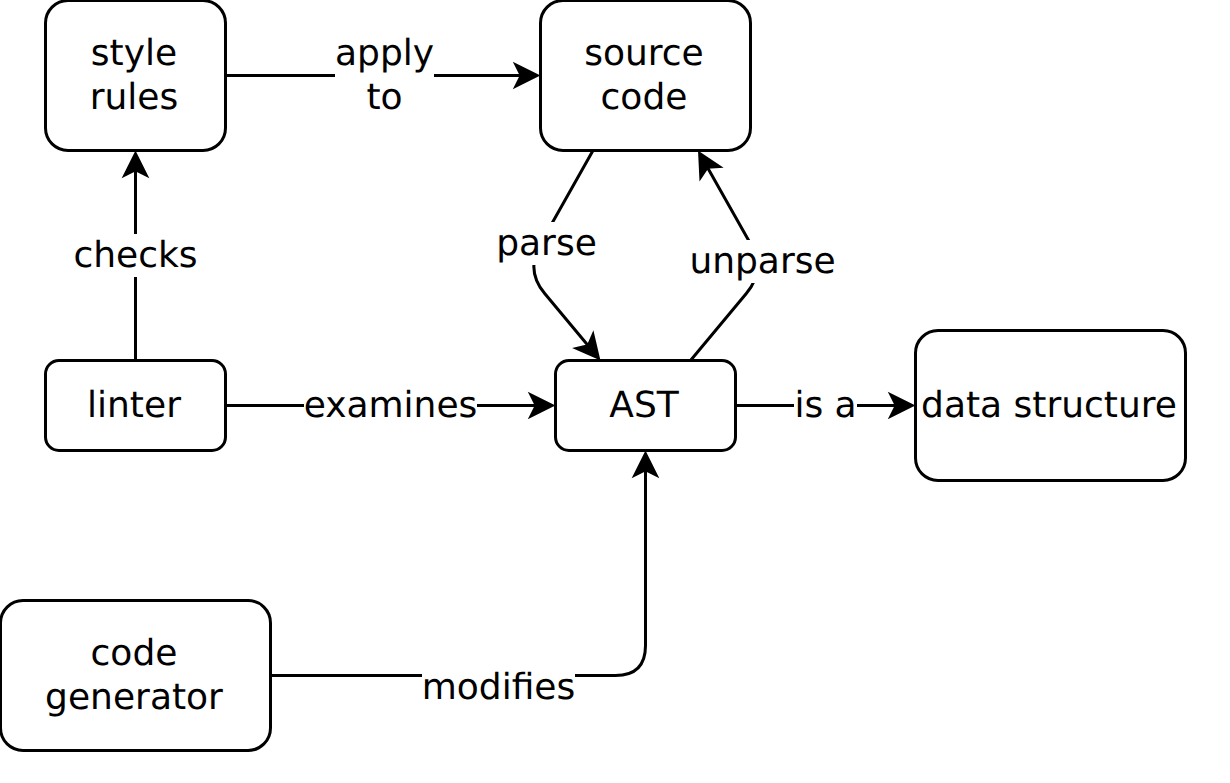 style
rules
apply
to
source
code
checks
parse
unparse
linter
examines
AST
is a
data structure
code
generator
modifies